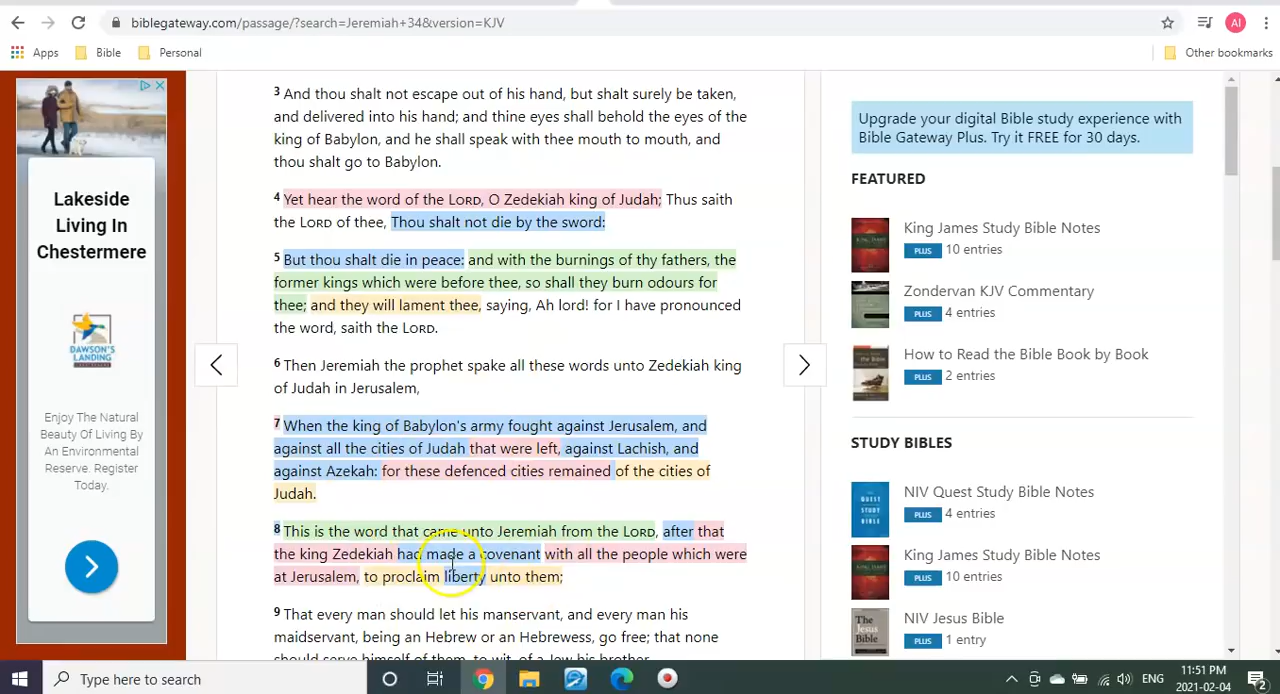 biblegateway.com/passage/?search=Jeremiah+34&version=KJV
AI
Apps
Bible
Personal
Other bookmarks
Lakeside
Living In
Chestermere
DAWSON'S
LANDING
CHESTERMERE
Enjoy The Natural
Beauty Of Living By
An Environmental
Reserve. Register
Today.
3 And thou shalt not escape out of his hand, but shalt surely be taken,
and delivered into his hand; and thine eyes shall behold the eyes of the
king of Babylon, and he shall speak with thee mouth to mouth, and
thou shalt go to Babylon.
4 Yet hear the word of the LORD, O Zedekiah king of Judah; Thus saith
the LORD of thee, Thou shalt not die by the sword:
5 But thou shalt die in peace: and with the burnings of thy fathers, the
former kings which were before thee, so shall they burn odours for
thee; and they will lament thee, saying, Ah lord! for I have pronounced
the word, saith the LORD.
6 Then Jeremiah the prophet spake all these words unto Zedekiah king
of Judah in Jerusalem,
7 When the king of Babylon's army fought against Jerusalem, and
against all the cities of Judah that were left, against Lachish, and
against Azekah: for these defenced cities remained of the cities of
Judah.
8 This is the word that came unto Jeremiah from the LORD, after that
the king Zedekiah had made a covenant with all the people which were
at Jerusalem, to proclaim liberty unto them;
9 That every man should let his manservant, and every man his
maidservant, being an Hebrew or an Hebrewess, go free; that none
should serve himself of them, to wit, of a Jew his brother.
Upgrade your digital Bible study experience with
Bible Gateway Plus. Try it FREE for 30 days.
FEATURED
King James Study Bible Notes
PLUS 10 entries
Zondervan KJV Commentary
PLUS 4 entries
How to Read the Bible Book by Book
PLUS 2 entries
STUDY BIBLES
NIV Quest Study Bible Notes
PLUS 4 entries
King James Study Bible Notes
PLUS 10 entries
NIV Jesus Bible
PLUS 1 entry
Type here to search
ENG
11:51 PM
2021-02-04
2